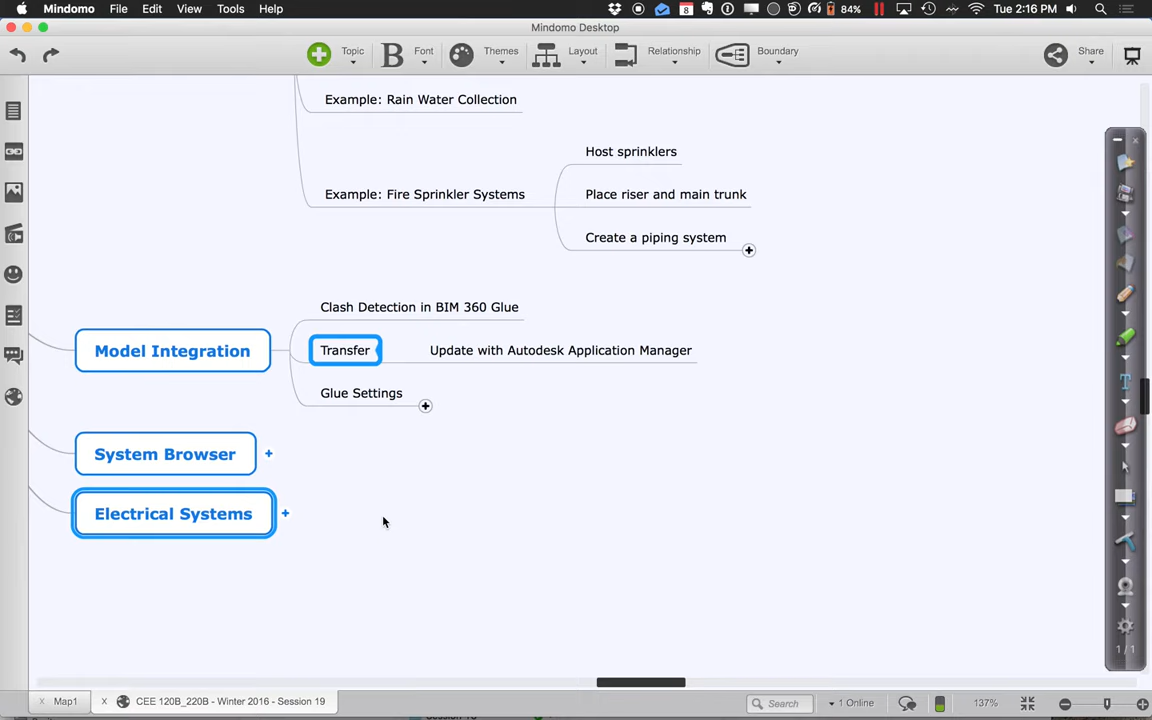 Mindomo File Edit View Tools Help 8 84% Tue 2:16 PM
Mindomo Desktop
Topic Font Themes Layout Relationship Boundary Share
Example: Rain Water Collection
Host sprinklers
Example: Fire Sprinkler Systems
Place riser and main trunk
Create a piping system
Clash Detection in BIM 360 Glue
Model Integration
Transfer
Update with Autodesk Application Manager
Glue Settings
System Browser
Electrical Systems
1 / 1
Map1
CEE 120B_220B - Winter 2016 - Session 19
Search
1 Online
137%